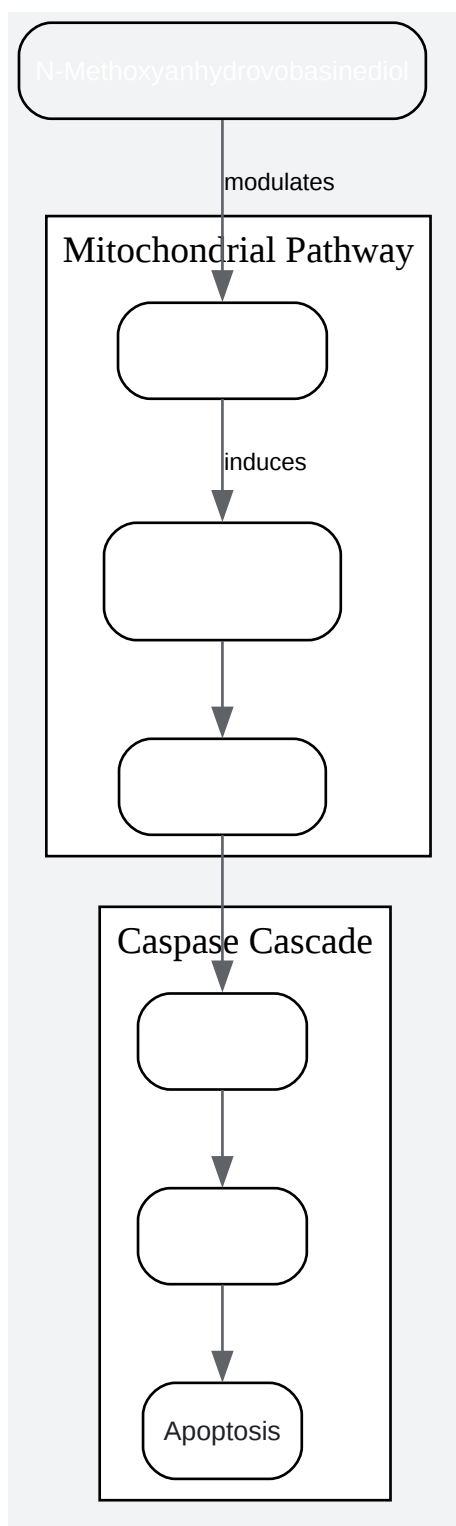 N-Methoxyanhydrovobasinediol
modulates
Mitochondrial Pathway
induces
Caspase Cascade
Apoptosis